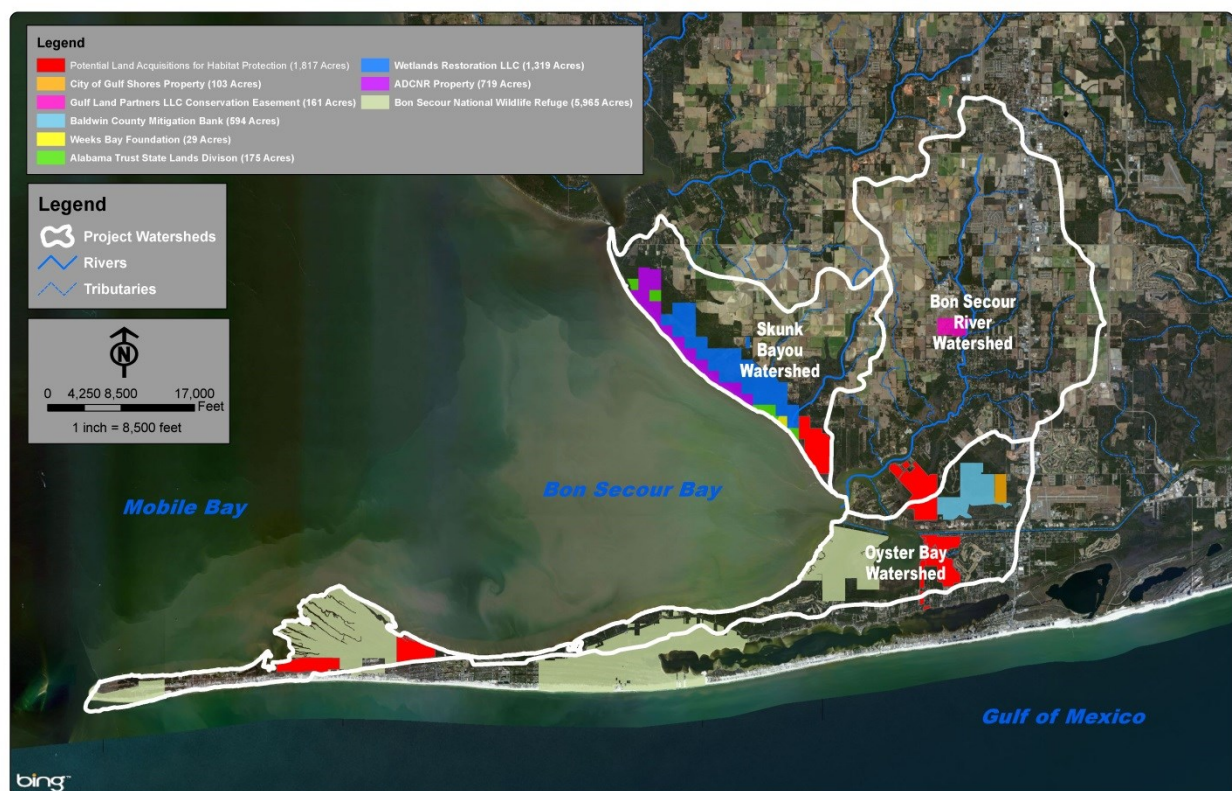 Legend
Potential Land Acquisitions for Habitat Protection (1,817 Acres)
City of Gulf Shores Property (103 Acres)
Gulf Land Partners LLC Conservation Easement (161 Acres)
Baldwin County Mitigation Bank (594 Acres)
Weeks Bay Foundation (29 Acres)
Alabama Trust State Lands Divison (175 Acres)
Wetlands Restoration LLC (1,319 Acres)
ADCNR Property (719 Acres)
Bon Secour National Wildlife Refuge (5,965 Acres)
Legend
Project Watersheds
Rivers
Tributaries
N
0 4,250 8,500 17,000
Feet
1 inch = 8,500 feet
Skunk
Bayou
Watershed
Bon Secour
River
Watershed
Mobile Bay
Bon Secour Bay
Oyster Bay
Watershed
Gulf of Mexico
bing™